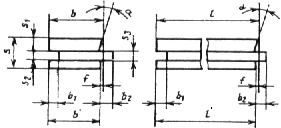 b
L
α
α
S₁
S
S₂
S₃
f
f
b₁
b₂
b₁
b₂
b'
L'